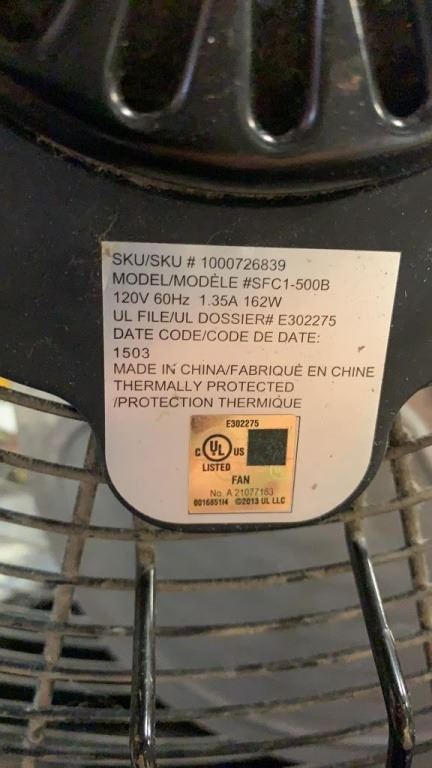 SKU/SKU # 1000726839
MODEL/MODÈLE #SFC1-500B
120V 60Hz 1.35A 162W
UL FILE/UL DOSSIER# E302275
DATE CODE/CODE DE DATE:
1503
MADE IN CHINA/FABRIQUÉ EN CHINE
THERMALLY PROTECTED
/PROTECTION THERMIQUE
E302275
C UL US
LISTED
FAN
No. A 21077163
001685114 ©2013 UL LLC